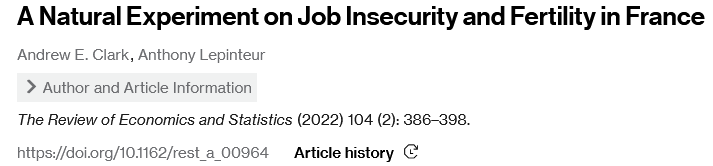 A Natural Experiment on Job Insecurity and Fertility in France
Andrew E. Clark, Anthony Lepinteur
Author and Article Information
The Review of Economics and Statistics (2022) 104 (2): 386–398.
https://doi.org/10.1162/rest_a_00964 Article history